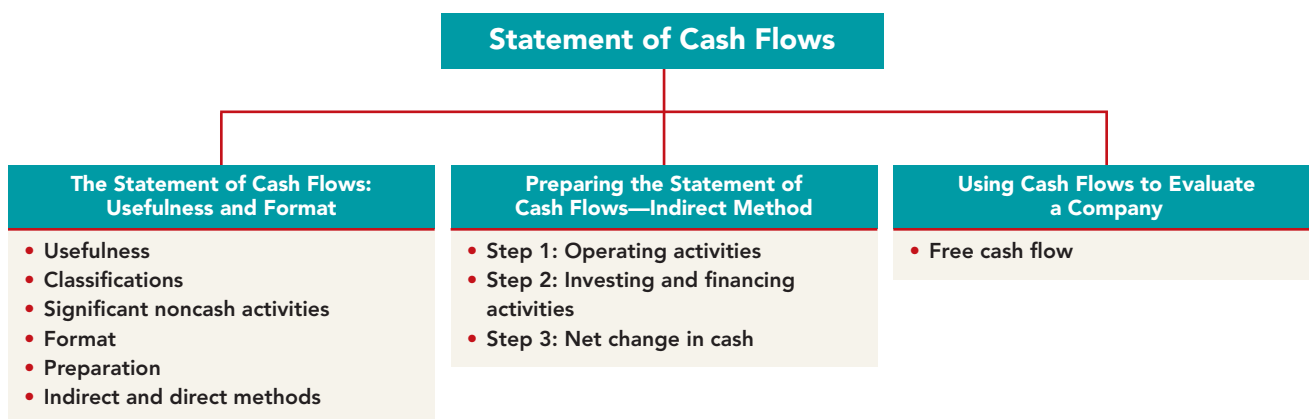 Statement of Cash Flows
The Statement of Cash Flows:
Usefulness and Format
• Usefulness
• Classifications
• Significant noncash activities
• Format
• Preparation
• Indirect and direct methods
Preparing the Statement of
Cash Flows—Indirect Method
• Step 1: Operating activities
• Step 2: Investing and financing
activities
• Step 3: Net change in cash
Using Cash Flows to Evaluate
a Company
• Free cash flow